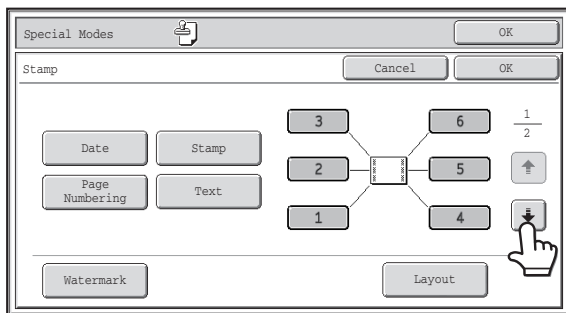 Special Modes OK
Stamp Cancel OK
3 6 1
2
Date Stamp
2 5
Page
Numbering Text
1 4
Watermark Layout